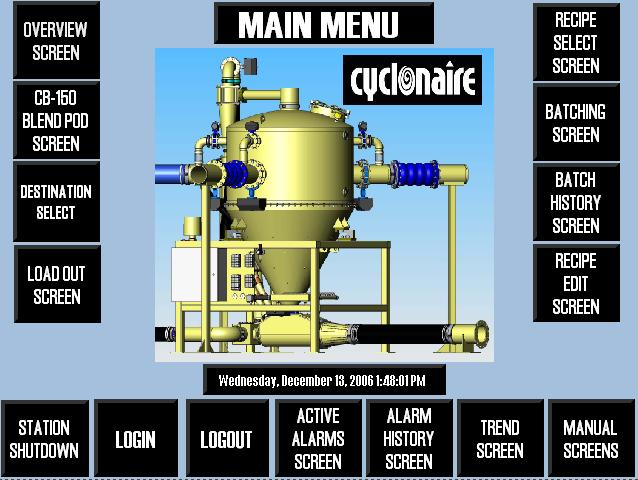 MAIN MENU
OVERVIEW
SCREEN
CB-150
BLEND POD
SCREEN
DESTINATION
SELECT
LOAD OUT
SCREEN
cyclonaire
RECIPE
SELECT
SCREEN
BATCHING
SCREEN
BATCH
HISTORY
SCREEN
RECIPE
EDIT
SCREEN
Wednesday, December 13, 2006 1:48:01 PM
STATION
SHUTDOWN
LOGIN
LOGOUT
ACTIVE
ALARMS
SCREEN
ALARM
HISTORY
SCREEN
TREND
SCREEN
MANUAL
SCREENS